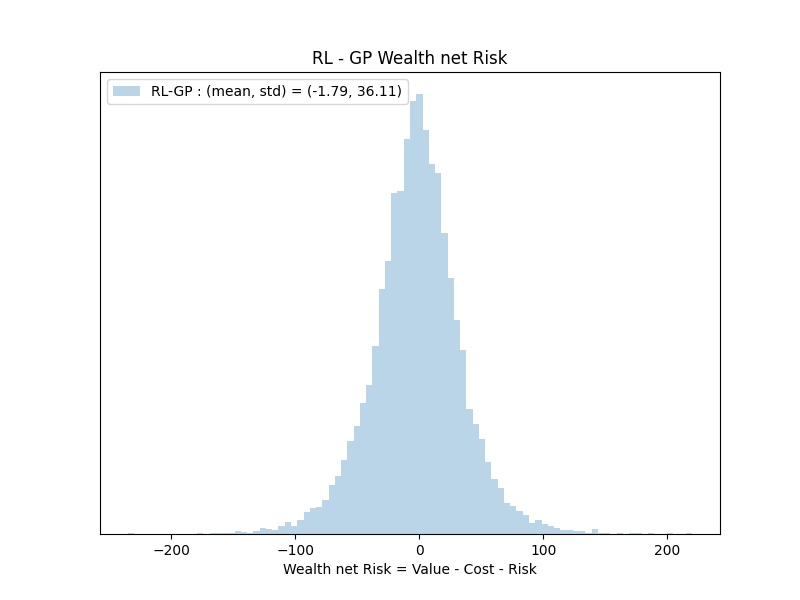 RL - GP Wealth net Risk
RL-GP : (mean, std) = (-1.79, 36.11)
−200 −100 0 100 200
Wealth net Risk = Value - Cost - Risk